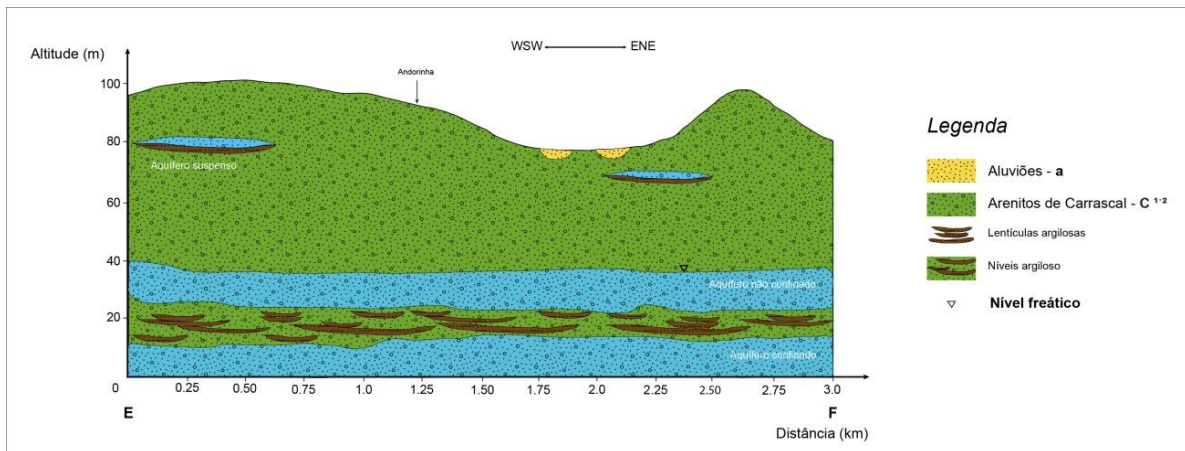 WSW ENE
Altitude (m)
Andorinha
100
80
60
40
20
0
Aquífero suspenso
Aquífero não confinado
Aquífero confinado
0.25 0.50 0.75 1.0 1.25 1.50 1.75 2.0 2.25 2.50 2.75 3.0
E F
Distância (km)
Legenda
Aluviões - a
Arenitos de Carrascal - C ¹⁻²
Lentículas argilosas
Níveis argiloso
Nível freático